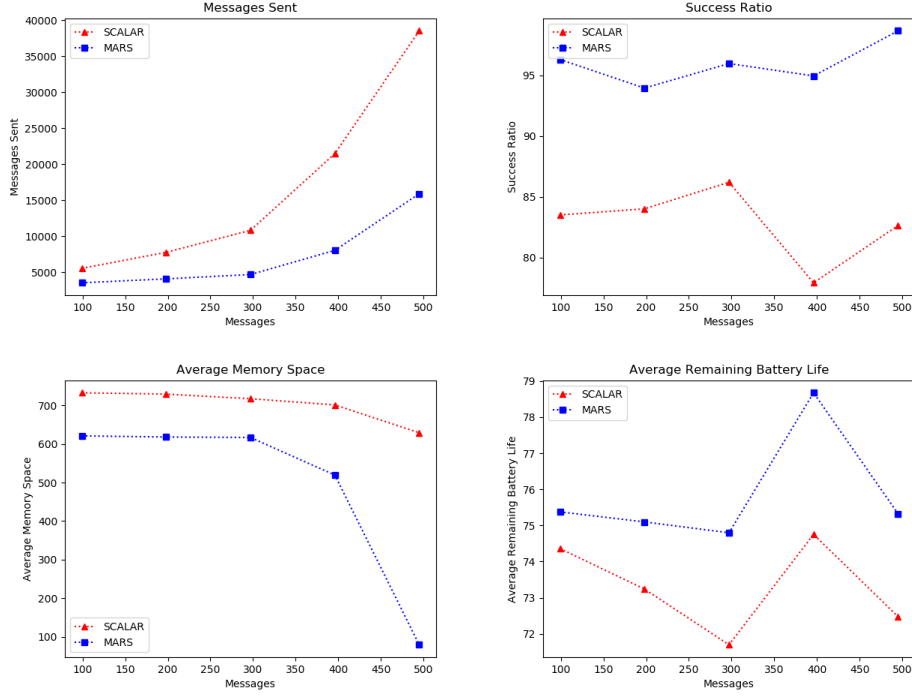 Messages Sent
SCALAR
MARS
Messages Sent
40000
35000
30000
25000
20000
15000
10000
5000
100 150 200 250 300 350 400 450 500
Messages
Success Ratio
SCALAR
MARS
Success Ratio
95
90
85
80
100 150 200 250 300 350 400 450 500
Messages
Average Memory Space
Average Memory Space
700
600
500
400
300
200
100
SCALAR
MARS
100 150 200 250 300 350 400 450 500
Messages
Average Remaining Battery Life
SCALAR
MARS
Average Remaining Battery Life
79
78
77
76
75
74
73
72
100 150 200 250 300 350 400 450 500
Messages